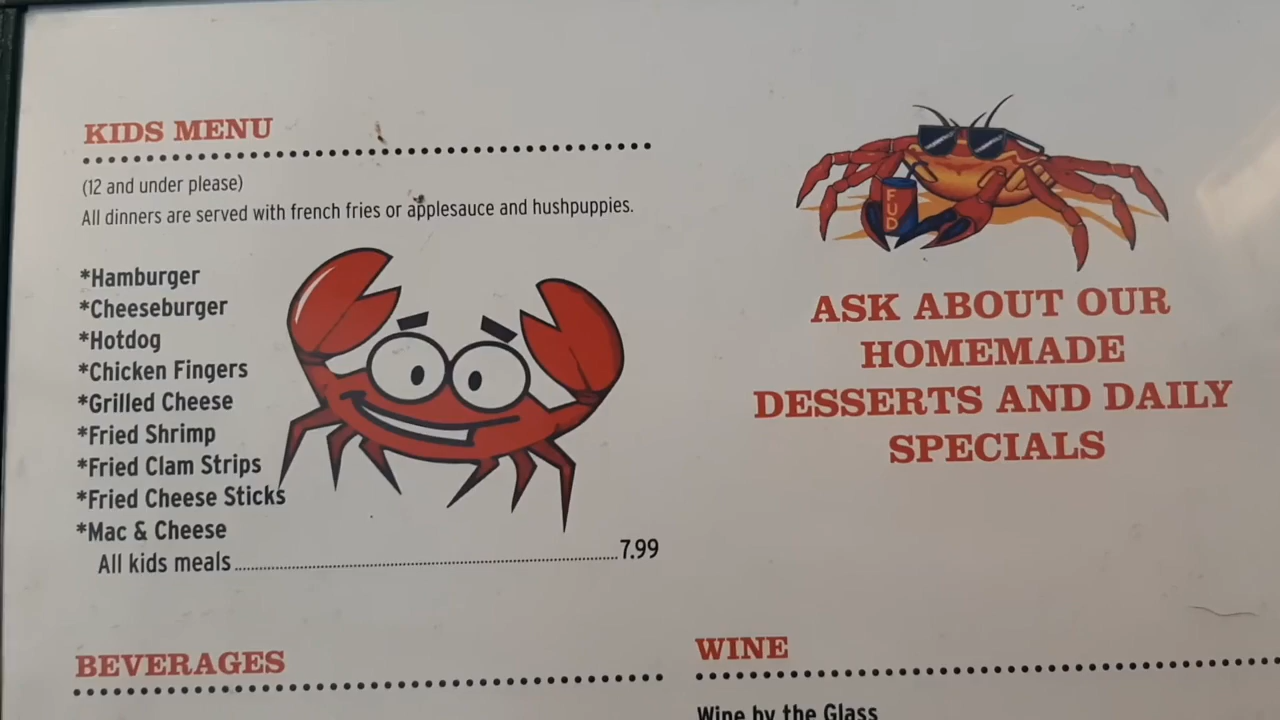 KIDS MENU
(12 and under please)
All dinners are served with french fries or applesauce and hushpuppies.
*Hamburger
*Cheeseburger
*Hotdog
*Chicken Fingers
*Grilled Cheese
*Fried Shrimp
*Fried Clam Strips
*Fried Cheese Sticks
*Mac & Cheese
All kids meals 7.99
FUD
ASK ABOUT OUR
HOMEMADE
DESSERTS AND DAILY
SPECIALS
BEVERAGES
WINE
Wine by the Glass